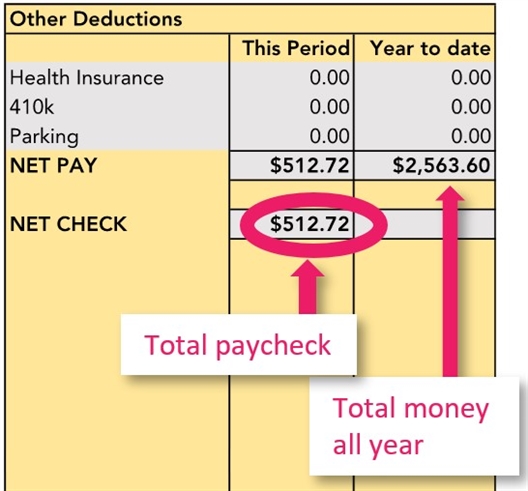 Other Deductions
This Period Year to date
Health Insurance 0.00 0.00
410k 0.00 0.00
Parking 0.00 0.00
NET PAY $512.72 $2,563.60
NET CHECK $512.72
Total paycheck
Total money
all year